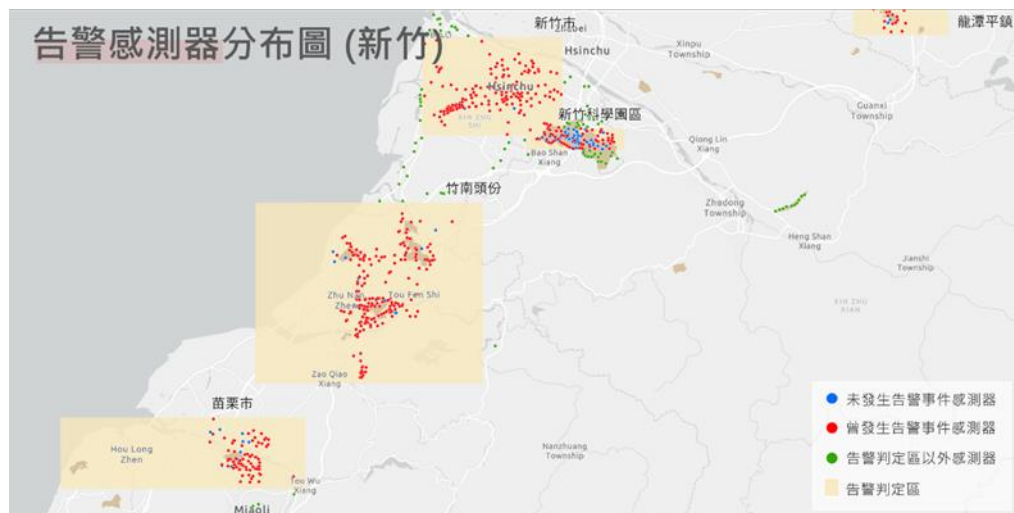 告警感測器分布圖 (新竹)
新竹市
龍潭平鎮
Hsinchu
Xinpu
Township
Hsinchu
XIN ZHU
SHI
新竹科學園區
Guanxi
Township
Qiong Lin
Xiang
Bao Shan
Xiang
竹南頭份
Zhudong
Township
Heng Shan
Xiang
Jianshi
Township
XIN ZHU
XIAN
Tou Fen Shi
Zao Qiao
Xiang
苗栗市
未發生告警事件感測器
曾發生告警事件感測器
告警判定區以外感測器
告警判定區
Hou Long
Zhen
Nanzhuang
Township
Tou Wu
Xiang
Miaoli